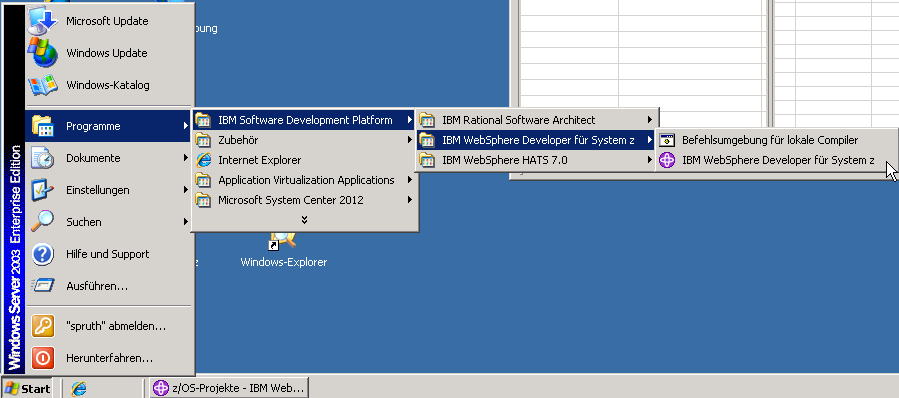 Windows Server 2003 Enterprise Edition
Microsoft Update
Windows Update
Windows-Katalog
Programme
Dokumente
Einstellungen
Suchen
Hilfe und Support
Ausführen...
"spruth" abmelden...
Herunterfahren...
IBM Software Development Platform
Zubehör
Internet Explorer
Application Virtualization Applications
Microsoft System Center 2012
IBM Rational Software Architect
IBM WebSphere Developer für System z
IBM WebSphere HATS 7.0
Befehlsumgebung für lokale Compiler
IBM WebSphere Developer für System z
bung
z
Windows-Explorer
Start
z/OS-Projekte - IBM Web...